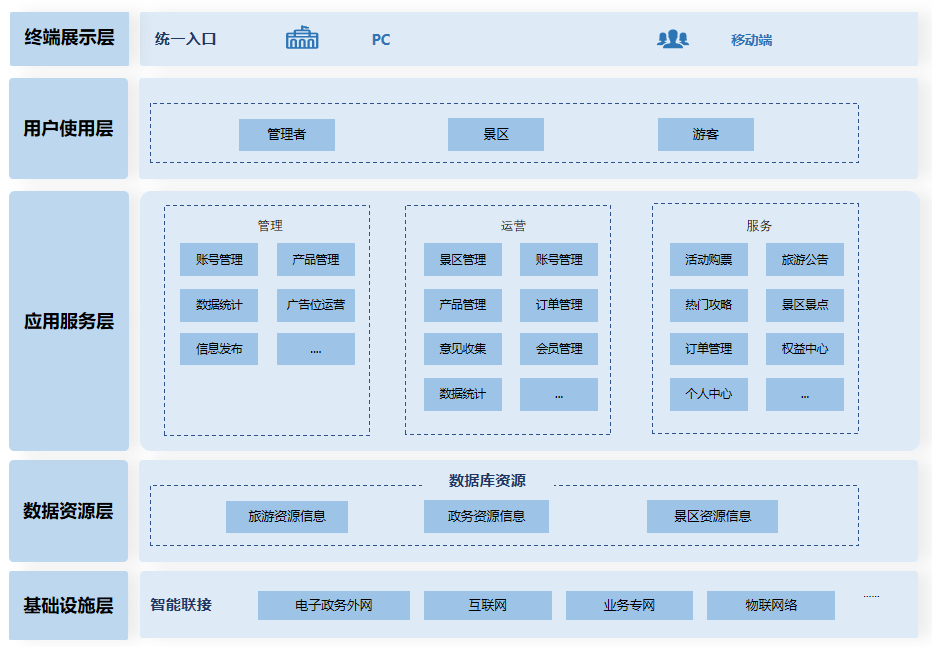 终端展示层
统一入口
PC
移动端
用户使用层
管理者
景区
游客
应用服务层
管理
账号管理
产品管理
数据统计
广告位运营
信息发布
....
运营
景区管理
账号管理
产品管理
订单管理
意见收集
会员管理
数据统计
...
服务
活动购票
旅游公告
热门攻略
景区景点
订单管理
权益中心
个人中心
...
数据资源层
数据库资源
旅游资源信息
政务资源信息
景区资源信息
基础设施层
智能联接
电子政务外网
互联网
业务专网
物联网络
......